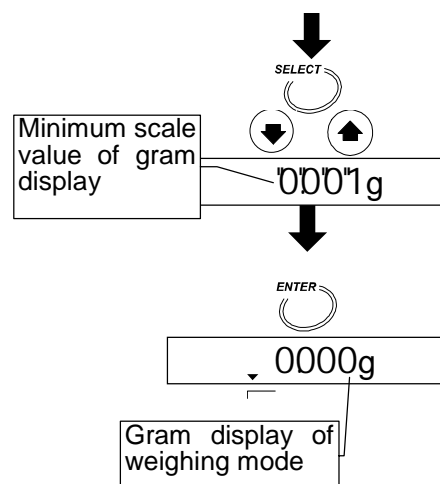 SELECT
Minimum scale
value of gram
display
0.001g
ENTER
0.000g
Gram display of
weighing mode